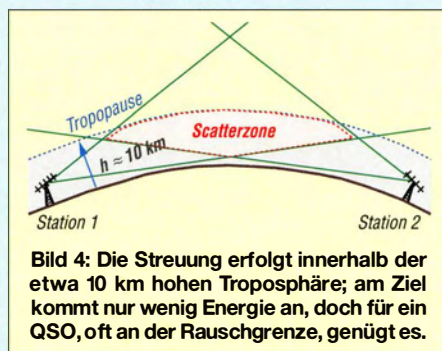 Tropopause
Scatterzone
h ≈ 10 km
Station 1
Station 2
Bild 4: Die Streuung erfolgt innerhalb der
etwa 10 km hohen Troposphäre; am Ziel
kommt nur wenig Energie an, doch für ein
QSO, oft an der Rauschgrenze, genügt es.